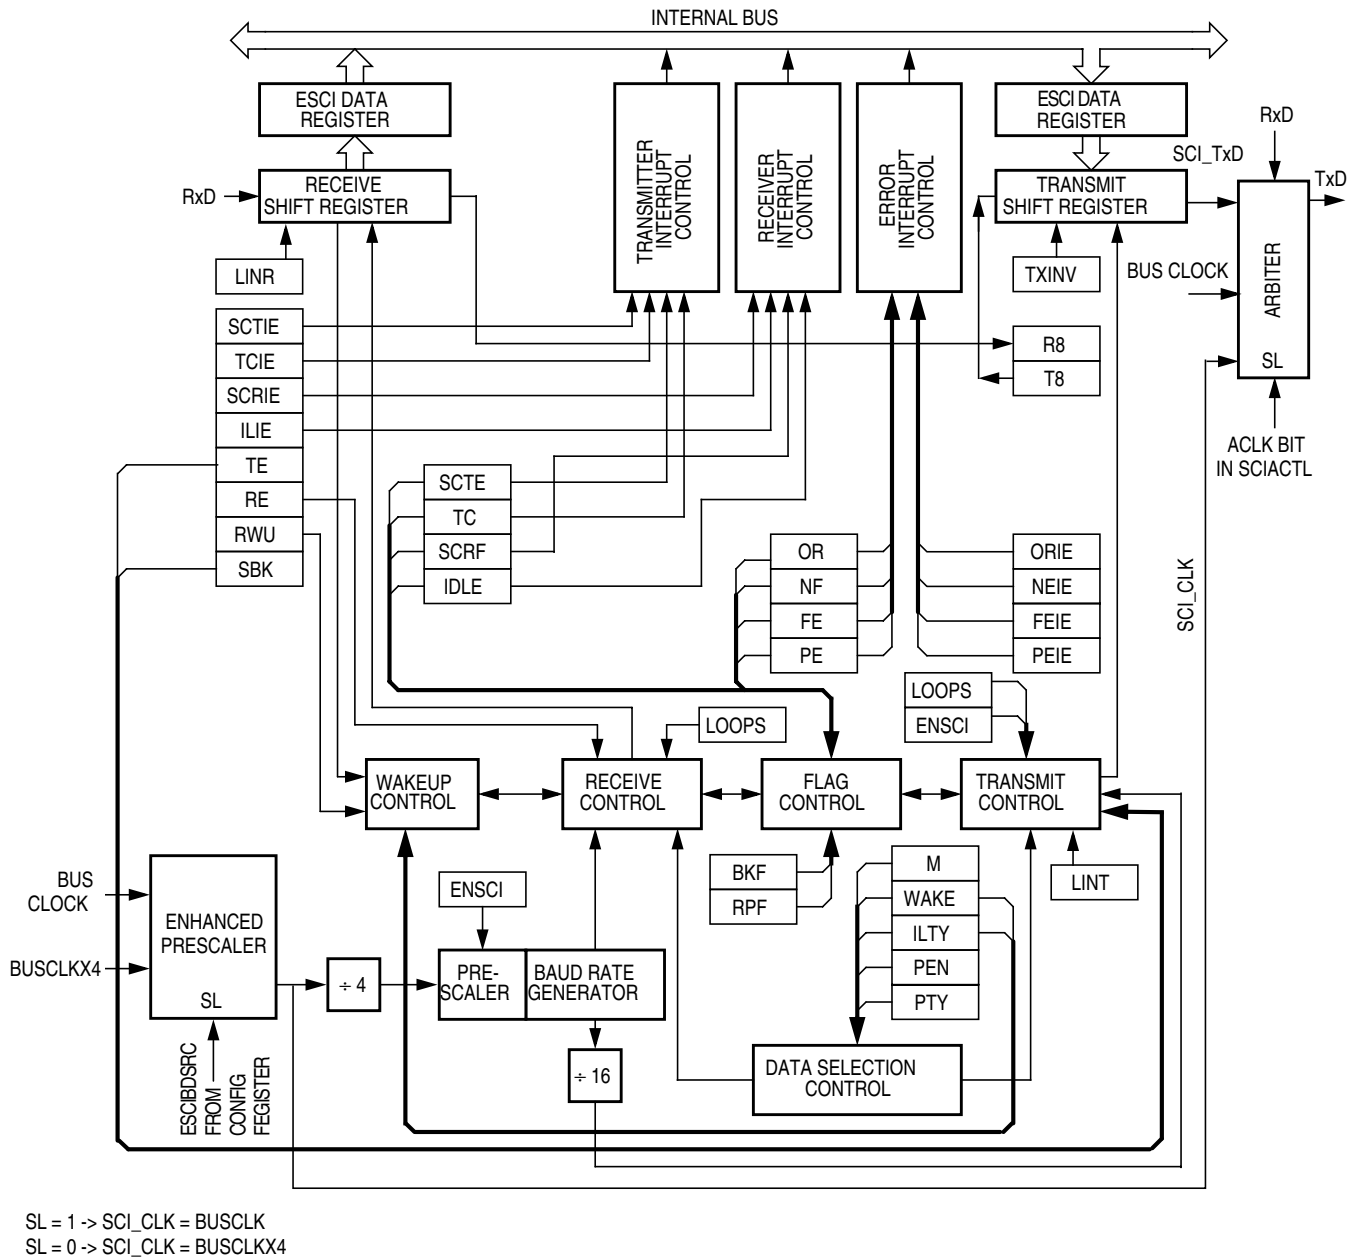 INTERNAL BUS
ESCI DATA
REGISTER
RECEIVE
SHIFT REGISTER
RxD
LINR
TRANSMITTER
INTERRUPT
CONTROL
RECEIVER
INTERRUPT
CONTROL
ERROR
INTERRUPT
CONTROL
ESCI DATA
REGISTER
TRANSMIT
SHIFT REGISTER
TXINV
SCI_TxD
RxD
TxD
BUS CLOCK
ARBITER
SL
ACLK BIT
IN SCIACTL
R8
T8
SCTIE
TCIE
SCRIE
ILIE
TE
RE
RWU
SBK
SCTE
TC
SCRF
IDLE
OR
NF
FE
PE
ORIE
NEIE
FEIE
PEIE
SCI_CLK
LOOPS
LOOPS
ENSCI
WAKEUP
CONTROL
RECEIVE
CONTROL
FLAG
CONTROL
TRANSMIT
CONTROL
BKF
RPF
M
WAKE
ILTY
PEN
PTY
LINT
BUS
CLOCK
BUSCLKX4
ENHANCED
PRESCALER
SL
÷ 4
ENSCI
PRE-
SCALER
BAUD RATE
GENERATOR
÷ 16
DATA SELECTION
CONTROL
ESCIBDSRC
FROM
CONFIG
FEGISTER
SL = 1 -> SCI_CLK = BUSCLK
SL = 0 -> SCI_CLK = BUSCLKX4